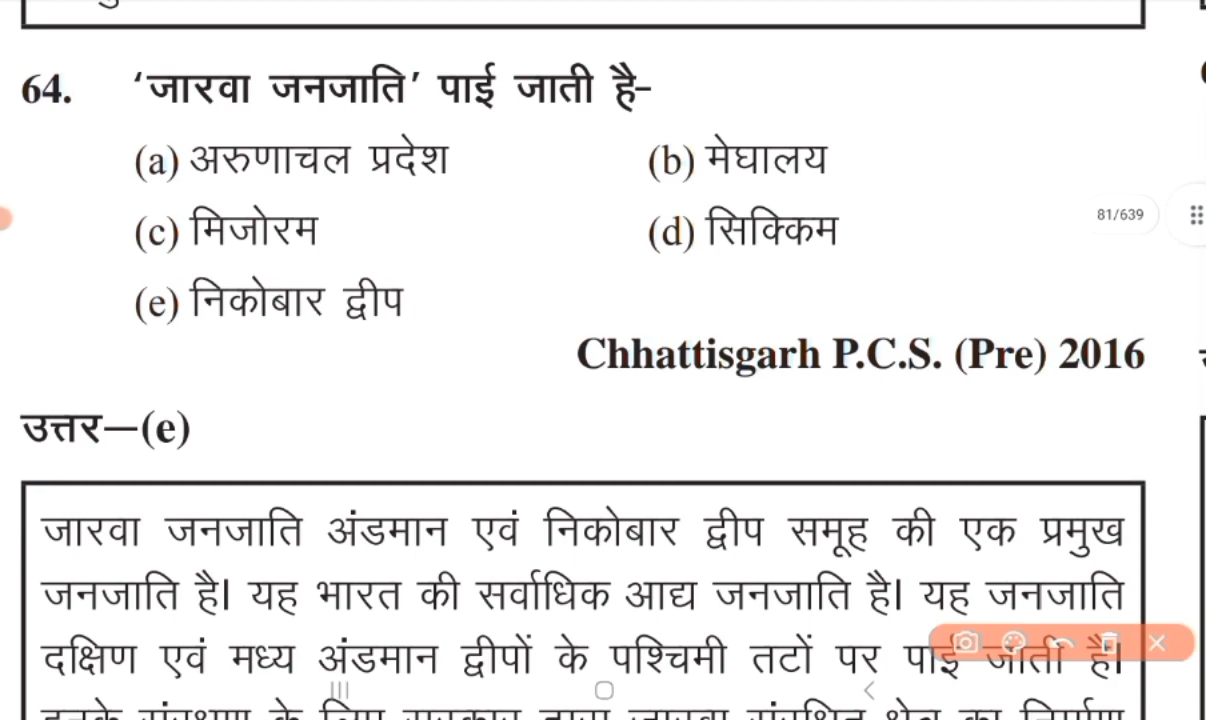 64. 'जारवा जनजाति' पाई जाती है-
(a) अरुणाचल प्रदेश (b) मेघालय
(c) मिजोरम (d) सिक्किम
81/639
(e) निकोबार द्वीप
Chhattisgarh P.C.S. (Pre) 2016
उत्तर—(e)
जारवा जनजाति अंडमान एवं निकोबार द्वीप समूह की एक प्रमुख
जनजाति है। यह भारत की सर्वाधिक आद्य जनजाति है। यह जनजाति
दक्षिण एवं मध्य अंडमान द्वीपों के पश्चिमी तटों पर पाई जाती है।